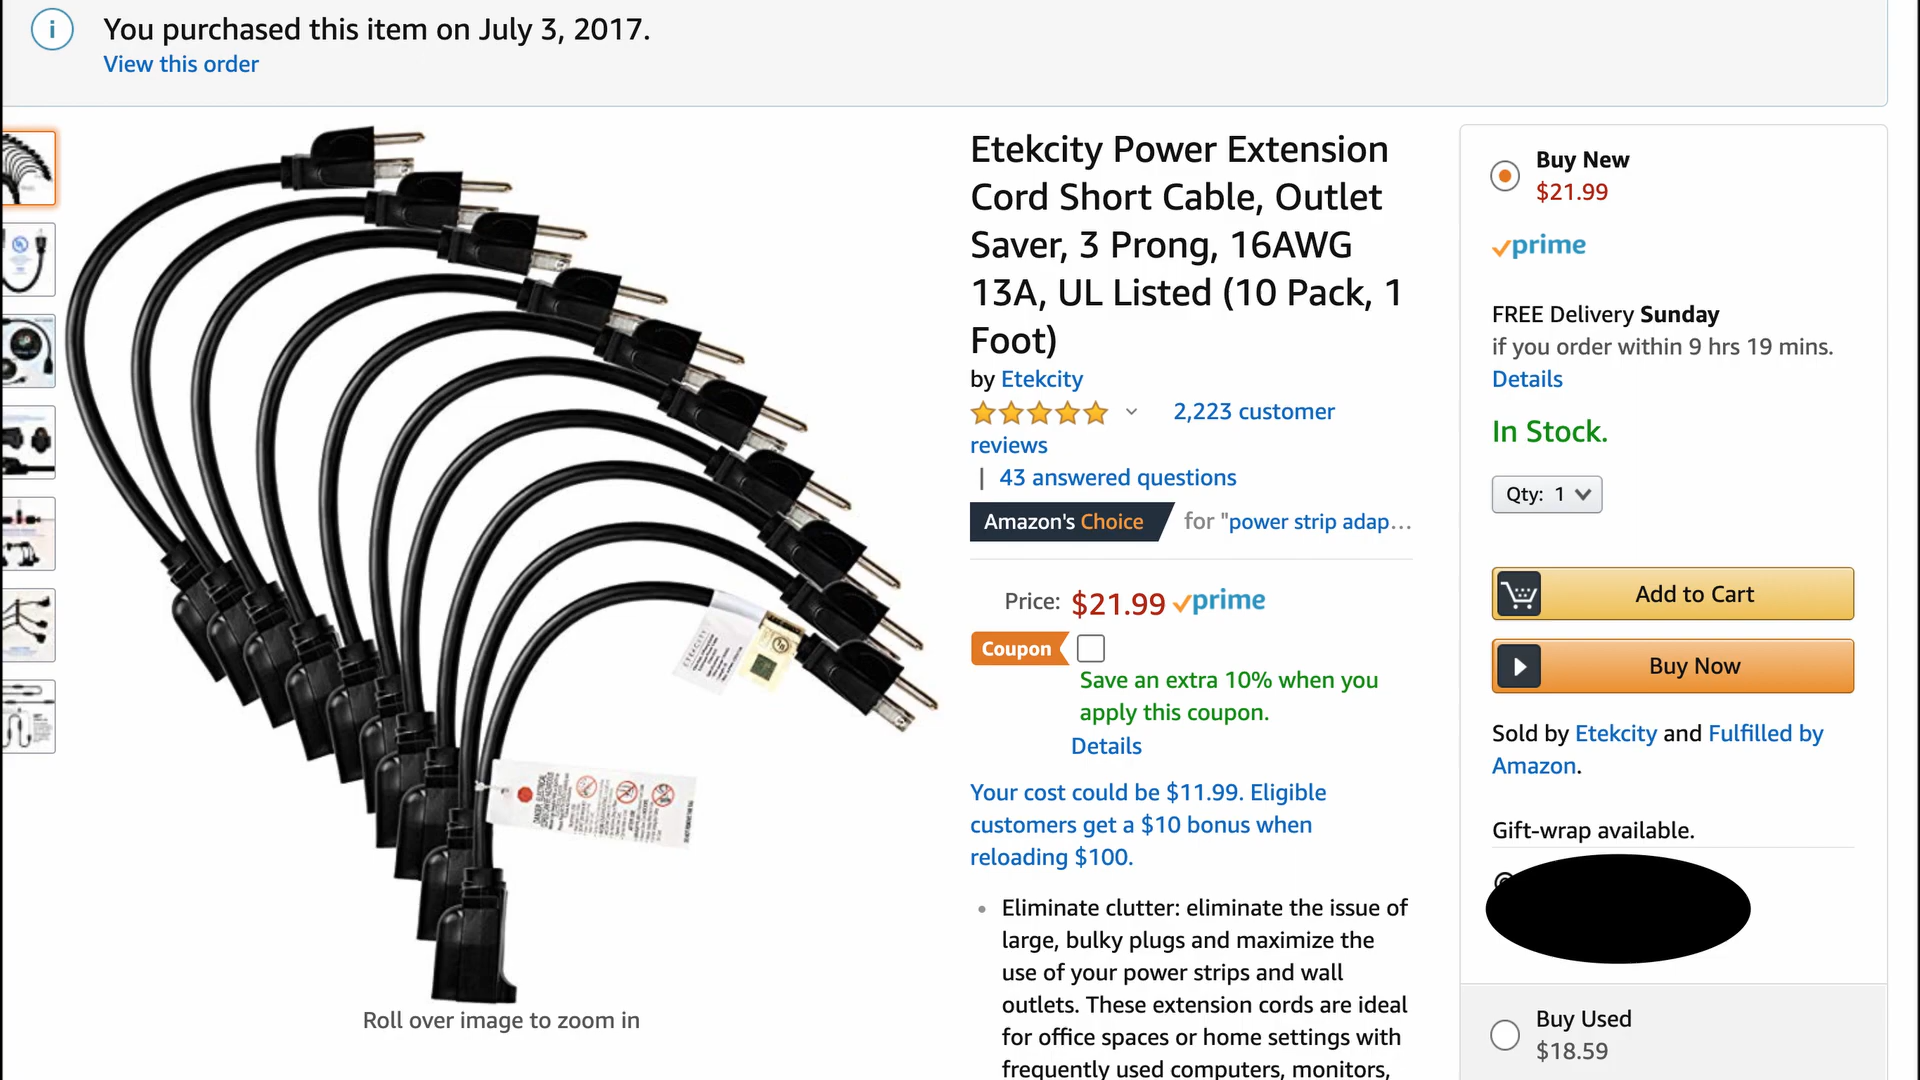 You purchased this item on July 3, 2017.
View this order
Etekcity Power Extension
Cord Short Cable, Outlet
Saver, 3 Prong, 16AWG
13A, UL Listed (10 Pack, 1
Foot)
by Etekcity
2,223 customer
reviews
| 43 answered questions
Amazon's Choice for "power strip adap...
Price: $21.99 prime
Coupon
Save an extra 10% when you
apply this coupon.
Details
Your cost could be $11.99. Eligible
customers get a $10 bonus when
reloading $100.
• Eliminate clutter: eliminate the issue of
large, bulky plugs and maximize the
use of your power strips and wall
outlets. These extension cords are ideal
for office spaces or home settings with
frequently used computers, monitors,
Roll over image to zoom in
Buy New
$21.99
prime
FREE Delivery Sunday
if you order within 9 hrs 19 mins.
Details
In Stock.
Qty: 1
Add to Cart
Buy Now
Sold by Etekcity and Fulfilled by
Amazon.
Gift-wrap available.
Buy Used
$18.59